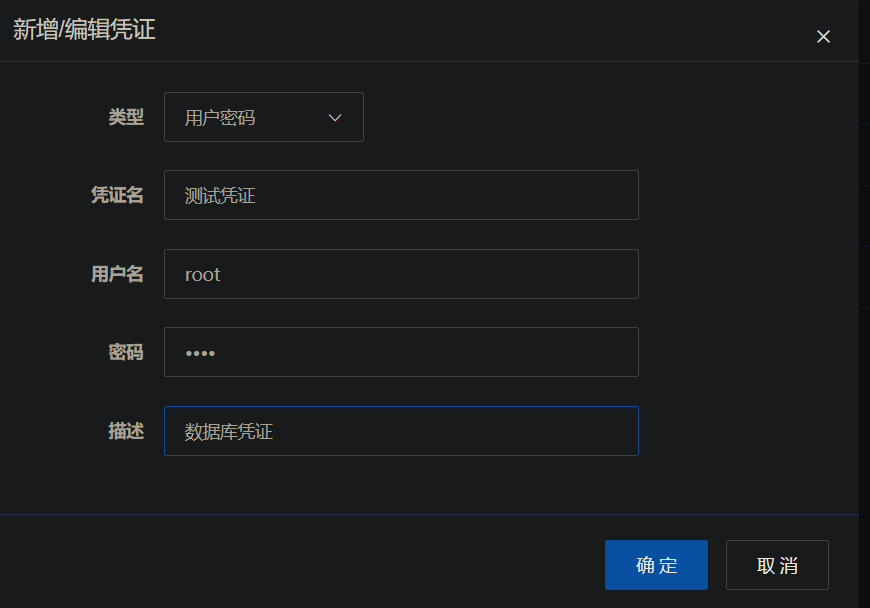 新增/编辑凭证
类型 用户密码
凭证名 测试凭证
用户名 root
密码 ••••
描述 数据库凭证
确 定 取 消